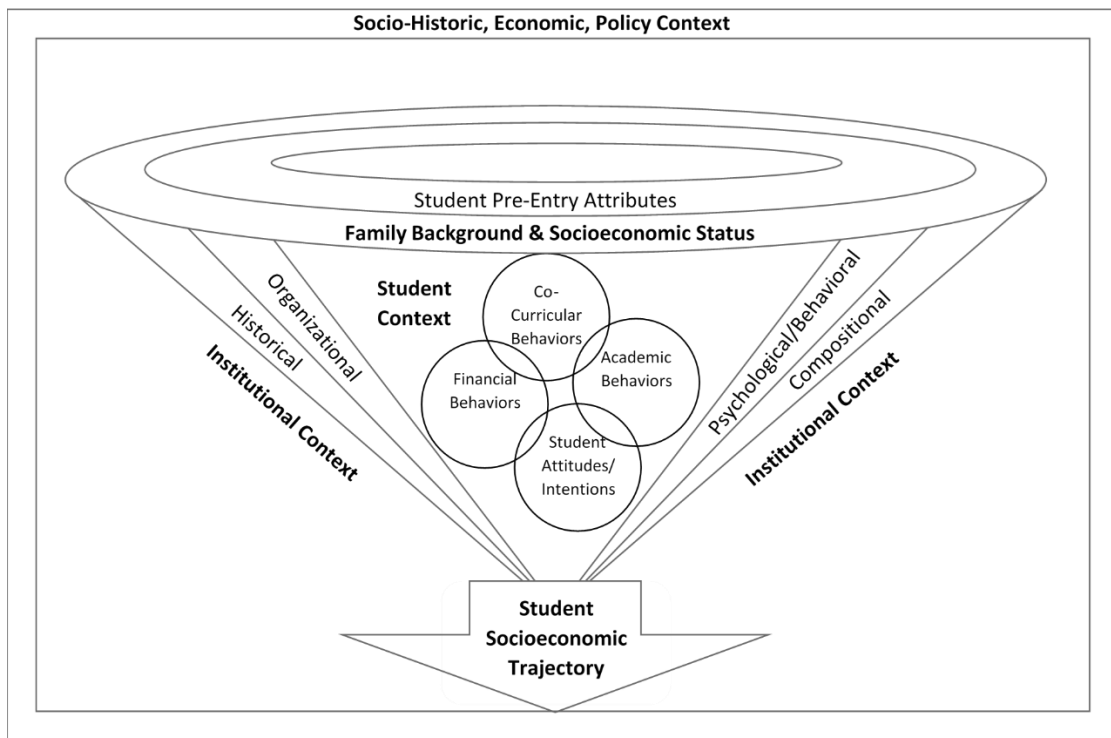 Socio-Historic, Economic, Policy Context
Student Pre-Entry Attributes
Family Background & Socioeconomic Status
Student
Context
Co-
Curricular
Behaviors
Academic
Behaviors
Financial
Behaviors
Student
Attitudes/
Intentions
Organizational
Historical
Institutional Context
Psychological/Behavioral
Compositional
Institutional Context
Student
Socioeconomic
Trajectory